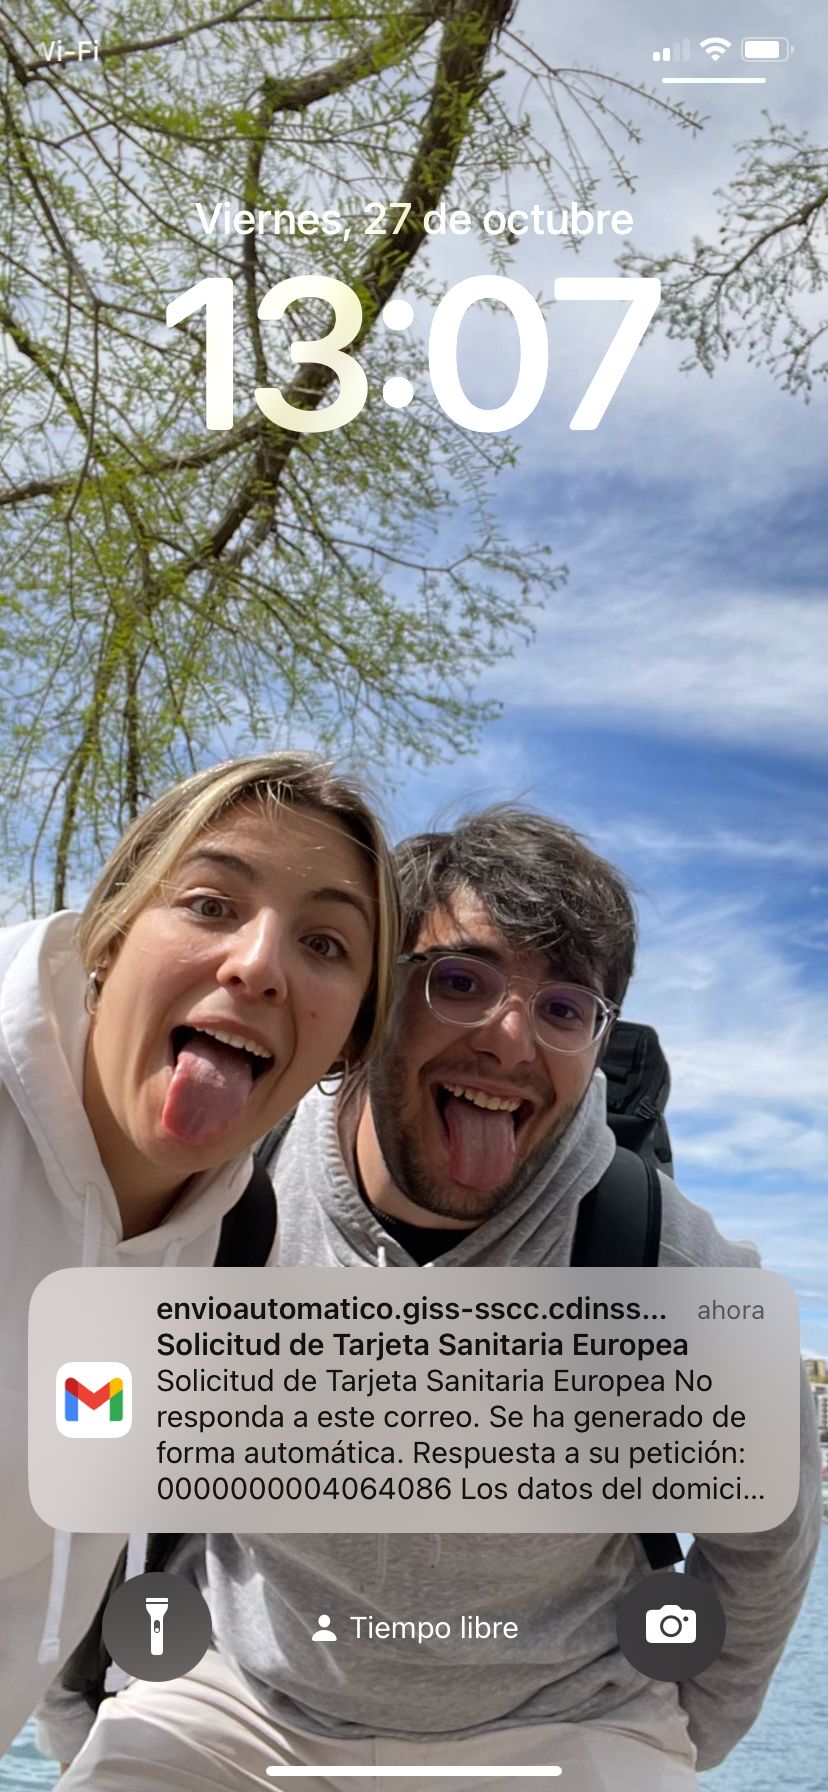 Wi-Fi
Viernes, 27 de octubre
13:07
envioautomatico.giss-sscc.cdinss... ahora
Solicitud de Tarjeta Sanitaria Europea
Solicitud de Tarjeta Sanitaria Europea No
responda a este correo. Se ha generado de
forma automática. Respuesta a su petición:
0000000004064086 Los datos del domici...
Tiempo libre